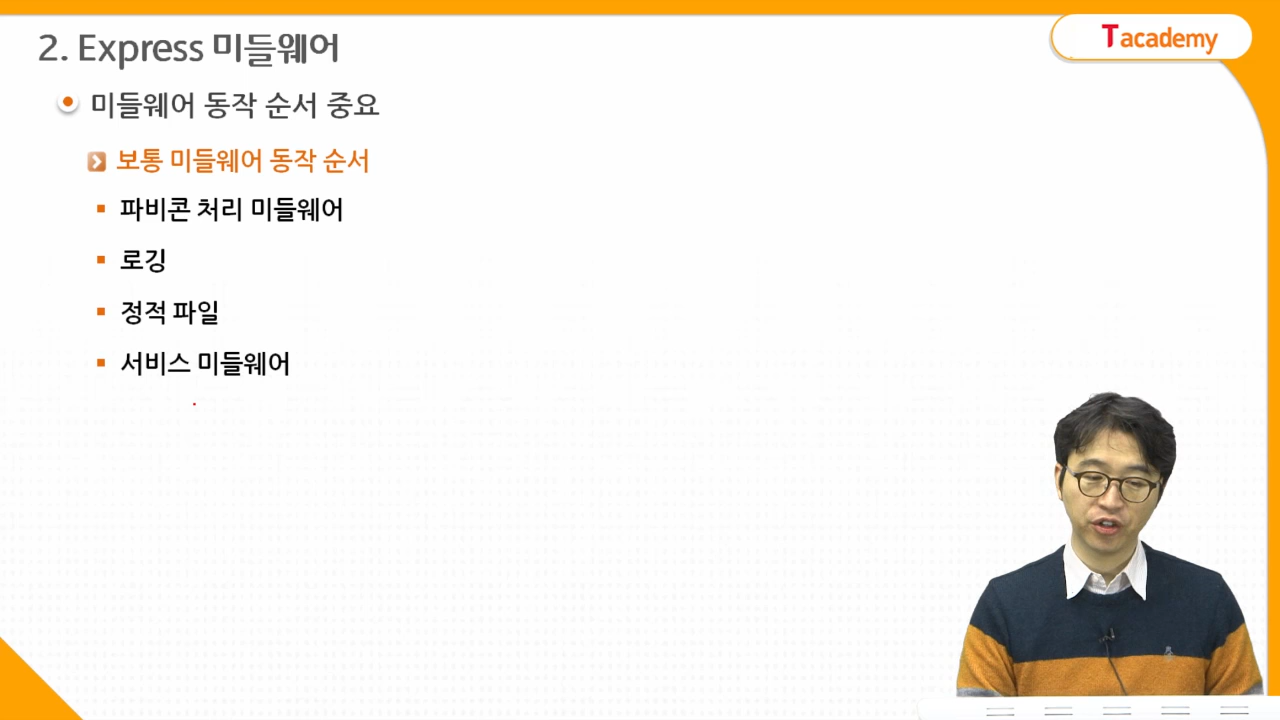 2. Express 미들웨어
Tacademy
미들웨어 동작 순서 중요
보통 미들웨어 동작 순서
파비콘 처리 미들웨어
로깅
정적 파일
서비스 미들웨어